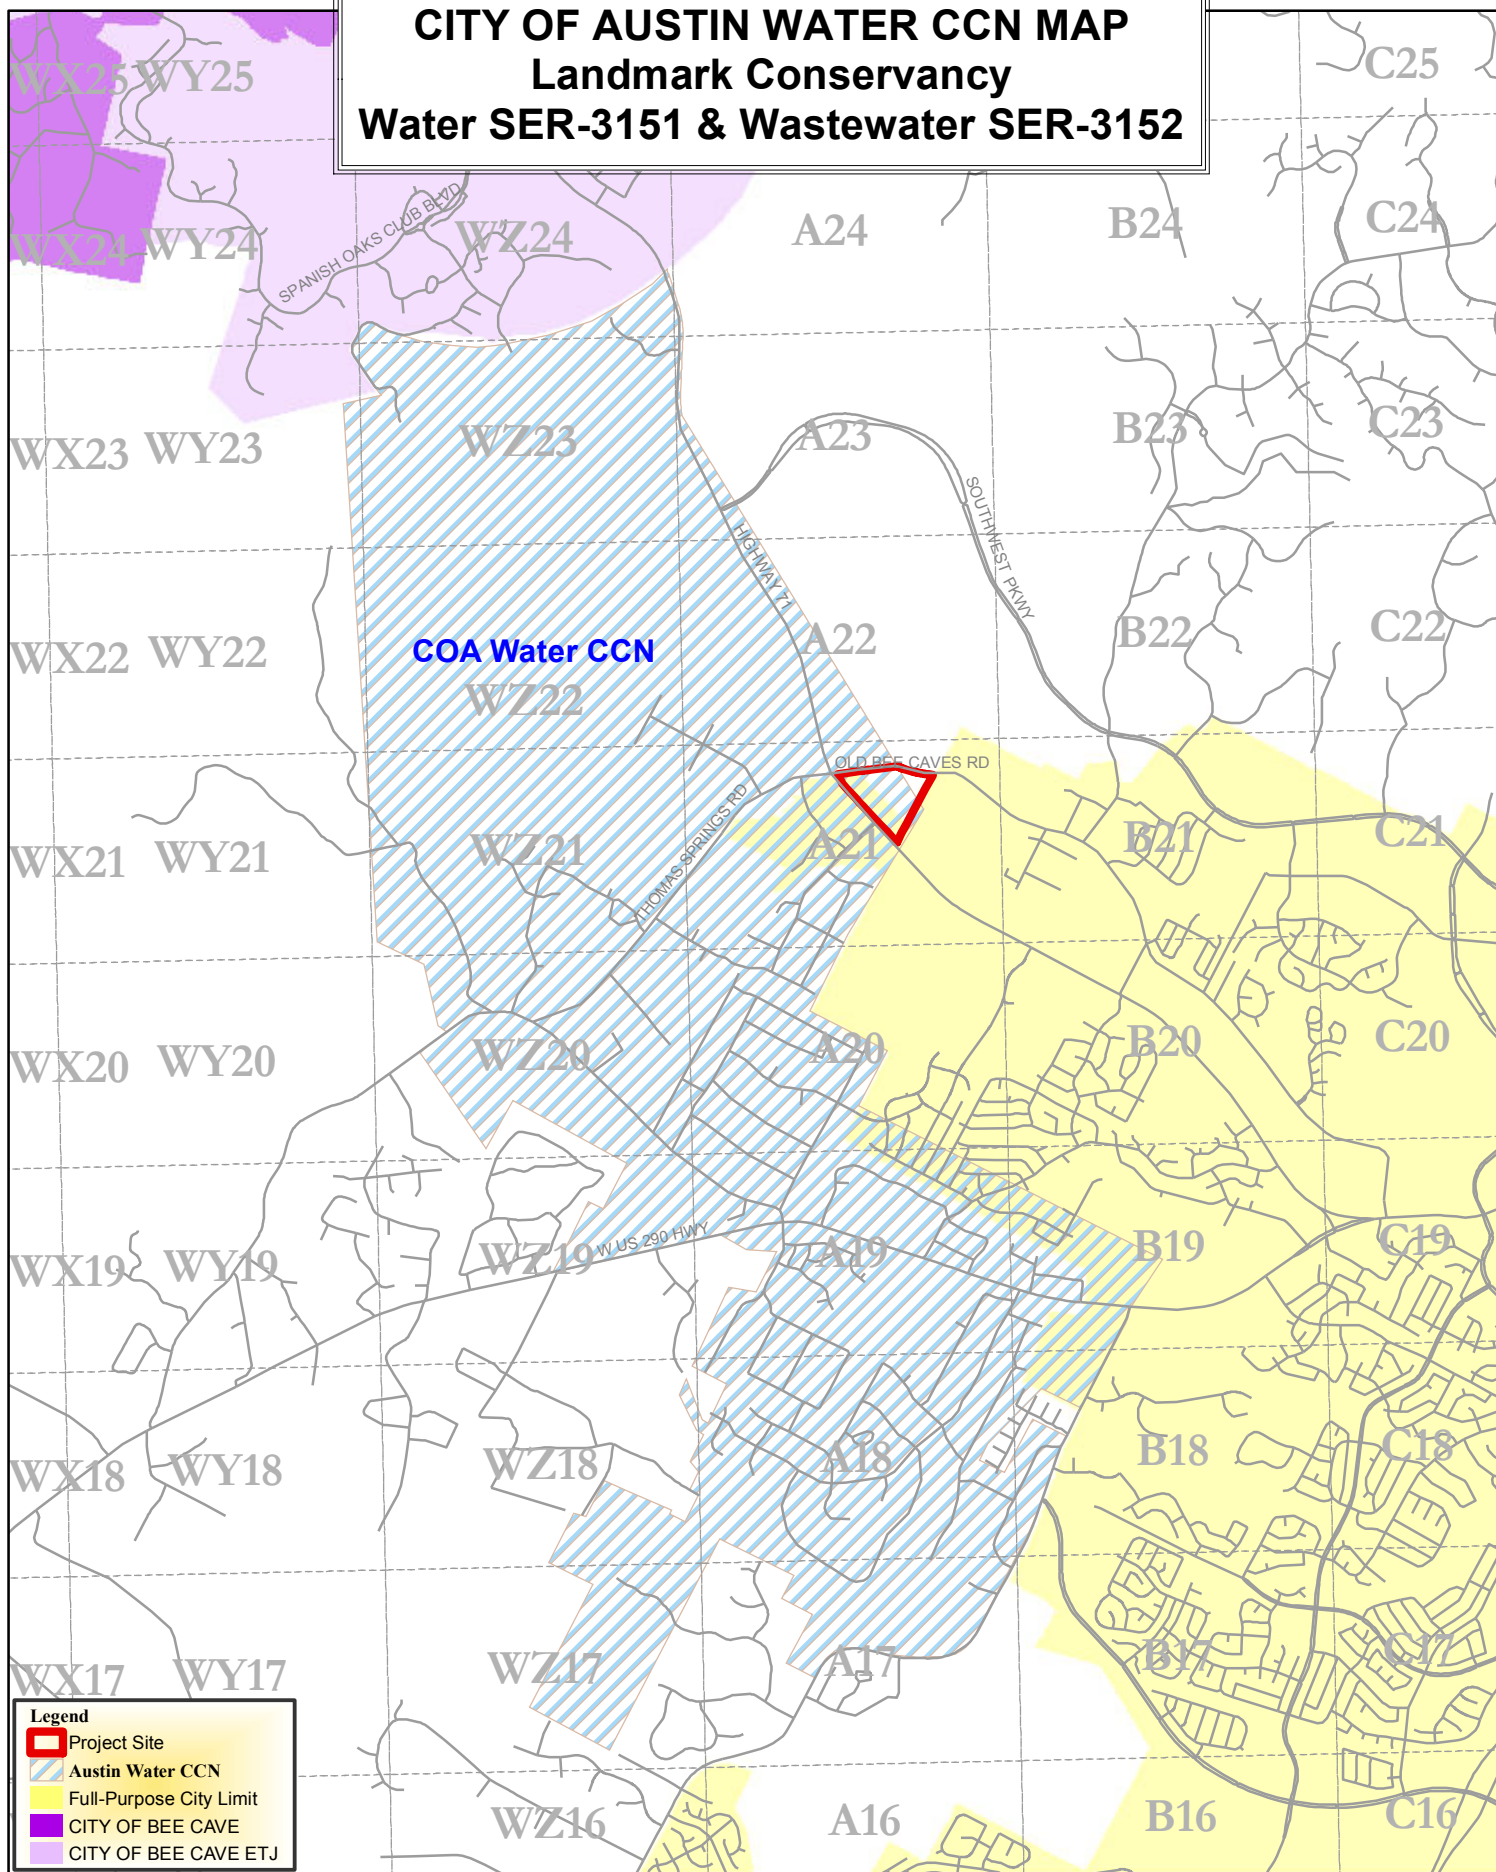 CITY OF AUSTIN WATER CCN MAP
Landmark Conservancy
Water SER-3151 & Wastewater SER-3152
WX25 WY25 C25
WX24 WY24 WZ24 A24 B24 C24
SPANISH OAKS CLUB BLVD
WX23 WY23 WZ23 A23 B23 C23
SOUTHWEST PKWY
HIGHWAY 71
WX22 WY22 COA Water CCN A22 B22 C22
WZ22
OLD BEE CAVES RD
THOMAS SPRINGS RD
WX21 WY21 WZ21 A21 B21 C21
WX20 WY20 WZ20 A20 B20 C20
W US 290 HWY
WX19 WY19 WZ19 A19 B19 C19
WX18 WY18 WZ18 A18 B18 C18
WX17 WY17 WZ17 A17 B17 C17
WZ16 A16 B16 C16
Legend
Project Site
Austin Water CCN
Full-Purpose City Limit
CITY OF BEE CAVE
CITY OF BEE CAVE ETJ